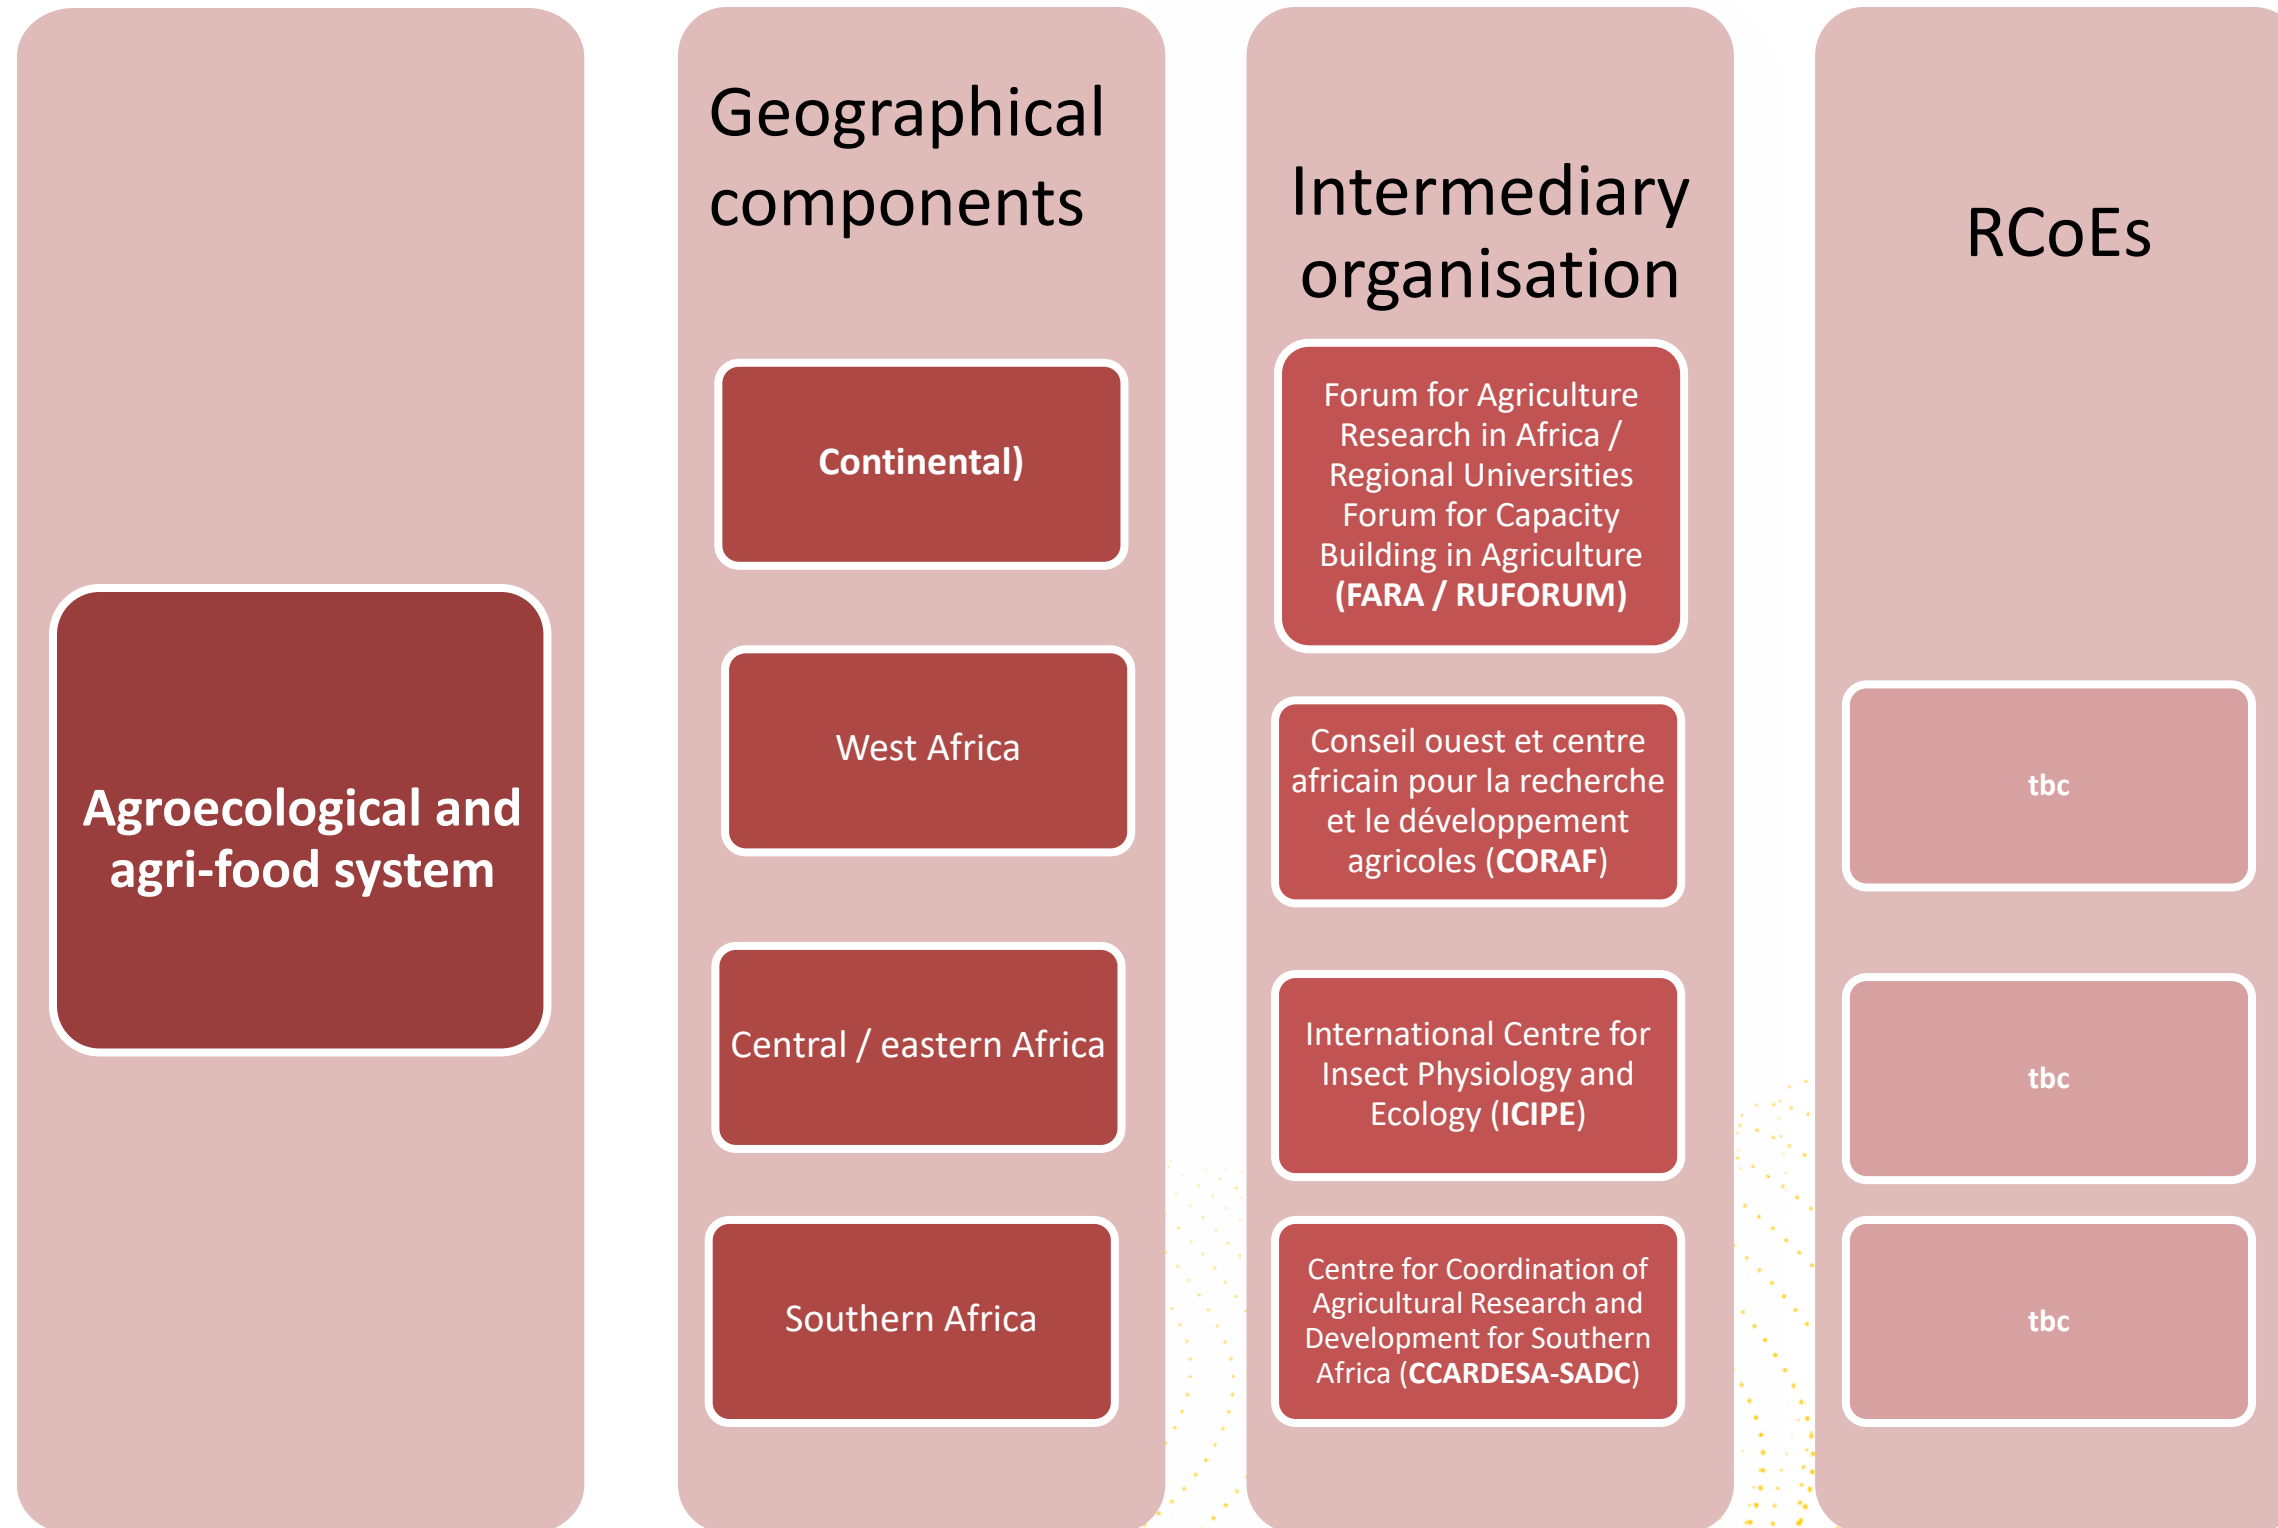 Agroecological and
agri-food system
Geographical
components
Continental)
West Africa
Central / eastern Africa
Southern Africa
Intermediary
organisation
Forum for Agriculture
Research in Africa /
Regional Universities
Forum for Capacity
Building in Agriculture
(FARA / RUFORUM)
Conseil ouest et centre
africain pour la recherche
et le développement
agricoles (CORAF)
International Centre for
Insect Physiology and
Ecology (ICIPE)
Centre for Coordination of
Agricultural Research and
Development for Southern
Africa (CCARDESA-SADC)
RCoEs
tbc
tbc
tbc